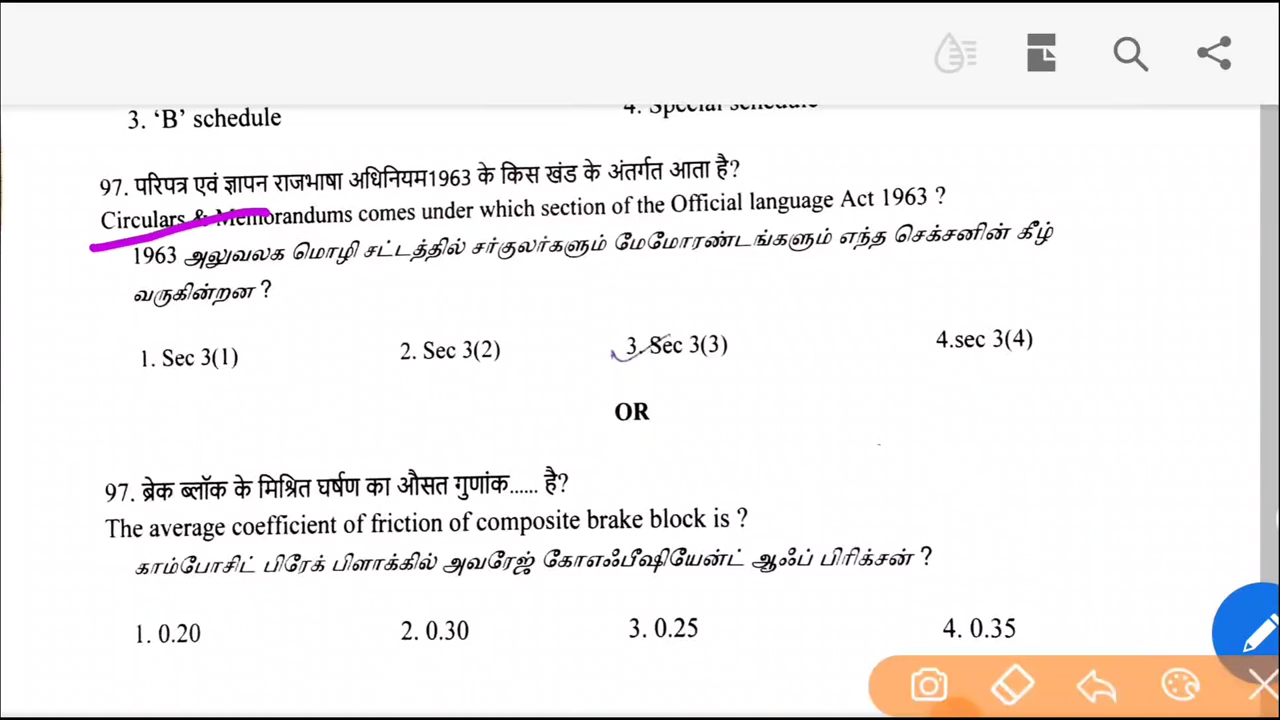 3. ‘B’ schedule
4. Special schedule
97. परिपत्र एवं ज्ञापन राजभाषा अधिनियम1963 के किस खंड के अंतर्गत आता है?
Circulars & Memorandums comes under which section of the Official language Act 1963 ?
1963 அலுவலக மொழி சட்டத்தில் சர்குலர்களும் மேமோரண்டங்களும் எந்த செக்சனின் கீழ்
வருகின்றன ?
1. Sec 3(1)
2. Sec 3(2)
3. Sec 3(3)
4.sec 3(4)
OR
97. ब्रेक ब्लॉक के मिश्रित घर्षण का औसत गुणांक...... है?
The average coefficient of friction of composite brake block is ?
காம்போசிட் பிரேக் பிளாக்கில் அவரேஜ் கோஎஃபீஷியேன்ட் ஆஃப் பிரிக்சன் ?
1. 0.20
2. 0.30
3. 0.25
4. 0.35